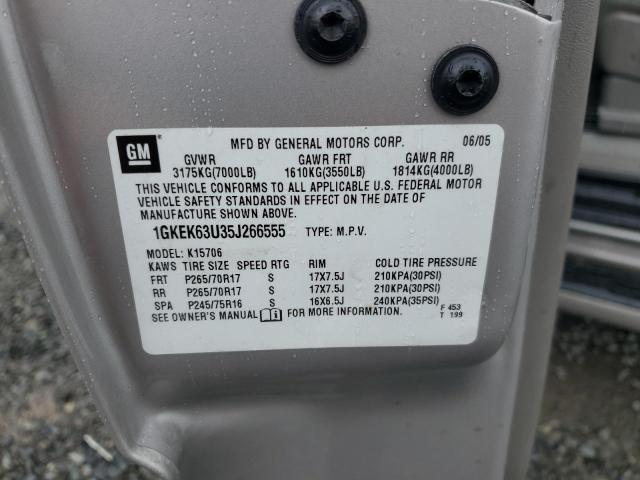 GM
MFD BY GENERAL MOTORS CORP. 06/05
GVWR GAWR FRT GAWR RR
3175KG(7000LB) 1610KG(3550LB) 1814KG(4000LB)
THIS VEHICLE CONFORMS TO ALL APPLICABLE U.S. FEDERAL MOTOR
VEHICLE SAFETY STANDARDS IN EFFECT ON THE DATE OF
MANUFACTURE SHOWN ABOVE.
1GKEK63U35J266555 TYPE: M.P.V.
MODEL: K15706
KAWS TIRE SIZE SPEED RTG RIM COLD TIRE PRESSURE
FRT P265/70R17 S 17X7.5J 210KPA(30PSI)
RR P265/70R17 S 17X7.5J 210KPA(30PSI)
SPA P245/75R16 S 16X6.5J 240KPA(35PSI)
SEE OWNER'S MANUAL FOR MORE INFORMATION.
F 453
T 199